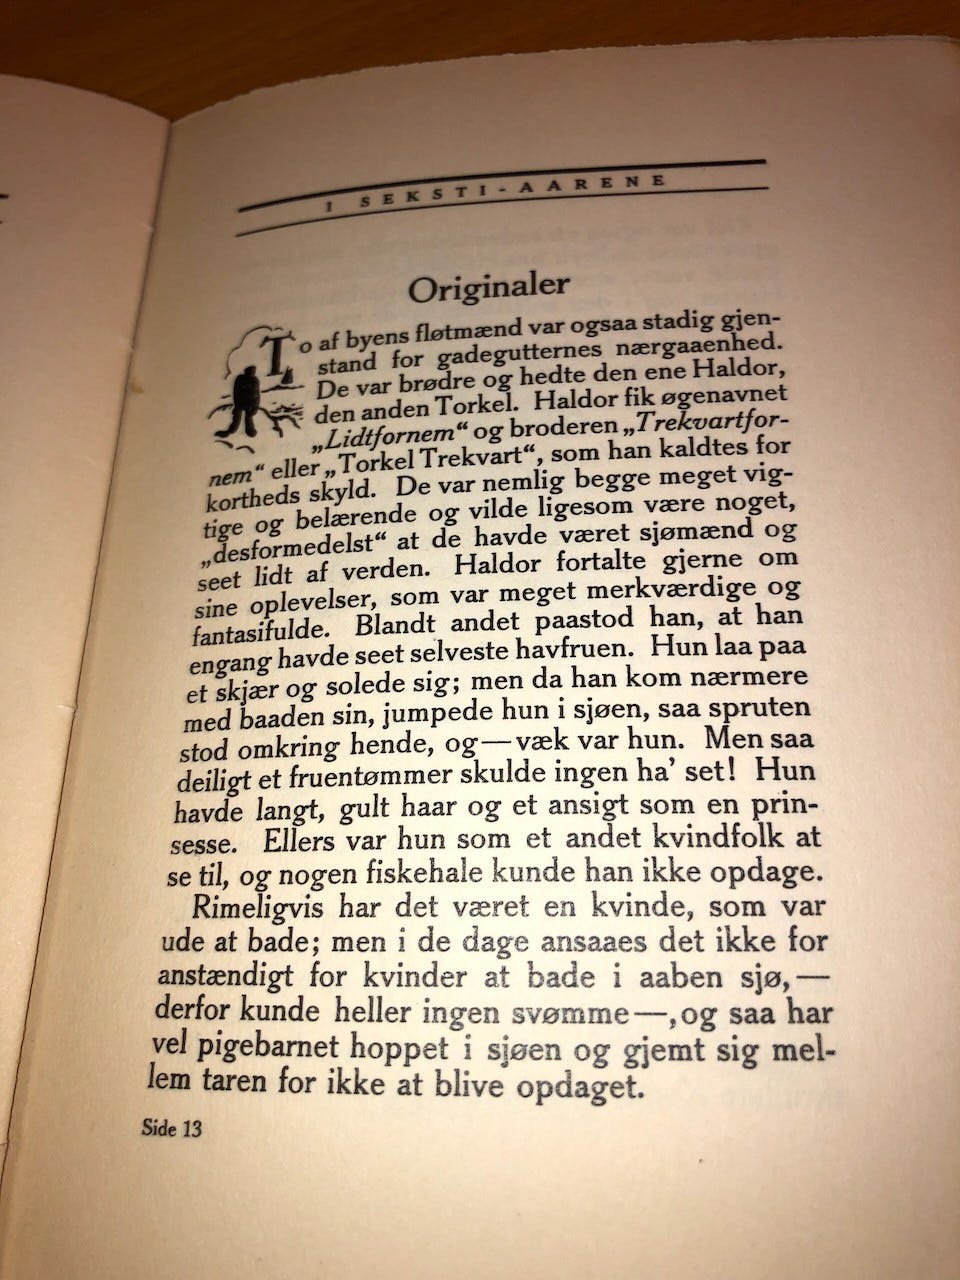 I SEKSTI-AARENE
Originaler
To af byens fløtmænd var ogsaa stadig gjen-
stand for gadegutternes nærgaaenhed.
De var brødre og hedte den ene Haldor,
den anden Torkel. Haldor fik øgenavnet
„Lidtfornem“ og broderen „Trekvartfor-
nem“ eller „Torkel Trekvart“, som han kaldtes for
kortheds skyld. De var nemlig begge meget vig-
tige og belærende og vilde ligesom være noget,
„desformedelst“ at de havde været sjømænd og
seet lidt af verden. Haldor fortalte gjerne om
sine oplevelser, som var meget merkværdige og
fantasifulde. Blandt andet paastod han, at han
engang havde seet selveste havfruen. Hun laa paa
et skjær og solede sig; men da han kom nærmere
med baaden sin, jumpede hun i sjøen, saa spruten
stod omkring hende, og—væk var hun. Men saa
deiligt et fruentømmer skulde ingen ha’ set! Hun
havde langt, gult haar og et ansigt som en prin-
sesse. Ellers var hun som et andet kvindfolk at
se til, og nogen fiskehale kunde han ikke opdage.
Rimeligvis har det været en kvinde, som var
ude at bade; men i de dage ansaaes det ikke for
anstændigt for kvinder at bade i aaben sjø,—
derfor kunde heller ingen svømme—,og saa har
vel pigebarnet hoppet i sjøen og gjemt sig mel-
lem taren for ikke at blive opdaget.
Side 13